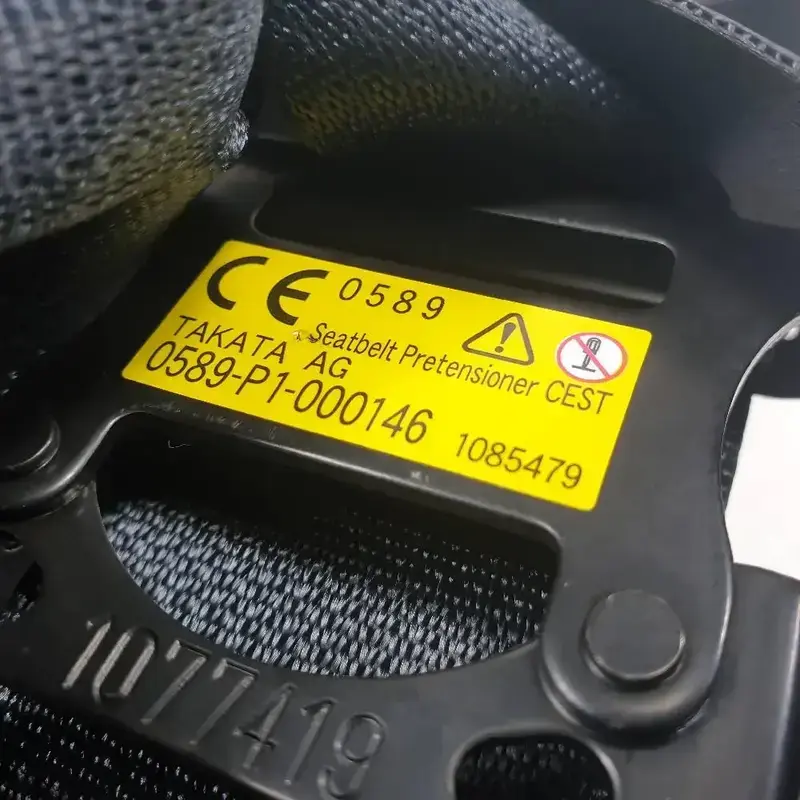 CE 0589
TAKATA AG Seatbelt Pretensioner CEST
0589-P1-000146 1085479
1077419